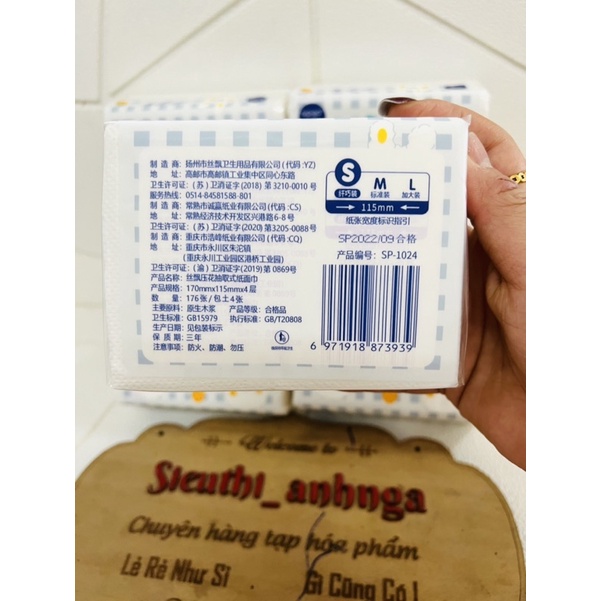 制 造 商：扬州市丝飘卫生用品有限公司（代码:YZ）
地 址：高邮市高邮镇工业集中区同心东路
卫生许可证：（苏）卫消证字（2018）第 3210-0010 号
服务热线：0514-84581588-801
制 造 商：常熟市诚赢纸业有限公司（代码:CS）
地 址：常熟经济技术开发区兴港路6-8号
卫生许可证：（苏）卫消证字(2020)第3205-0088号
制 造 商：重庆市浩峰纸业有限公司（代码:CQ）
地 址：重庆市永川区朱沱镇
（重庆永川工业园区港桥工业园）
卫生许可证：（渝）卫消证字(2019)第0869号
产品名称：丝飘压花抽取式纸面巾
产品规格：170mm×115mm×4层
数 量：176张/包±4张
主要原料：原生木浆 产品等级：合格品
卫生标准：GB15979 执行标准：GB/T20808
生产日期：见包装标示
保 质 期：三年
注意事项：防火、防潮、勿压
S M L
纤巧装 标准装 加大装
115mm
纸张宽度标识指引
SP2022/09合格
产品编号：SP-1024
6 971918 873939
Welcome to
Sieuthi_anhnga
Chuyên hàng tạp hóa phẩm
Lẻ Rẻ Như Sỉ Gì Cũng Có !